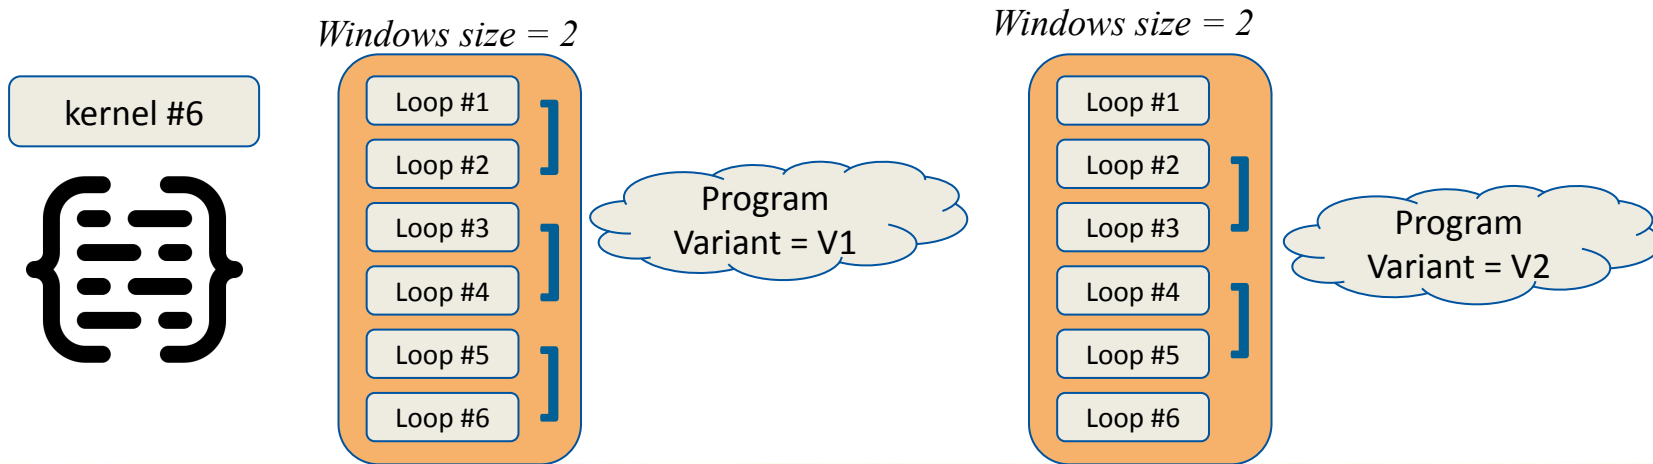 kernel #6
Windows size = 2
Loop #1
Loop #2
Loop #3
Loop #4
Loop #5
Loop #6
Program
Variant = V1
Windows size = 2
Loop #1
Loop #2
Loop #3
Loop #4
Loop #5
Loop #6
Program
Variant = V2